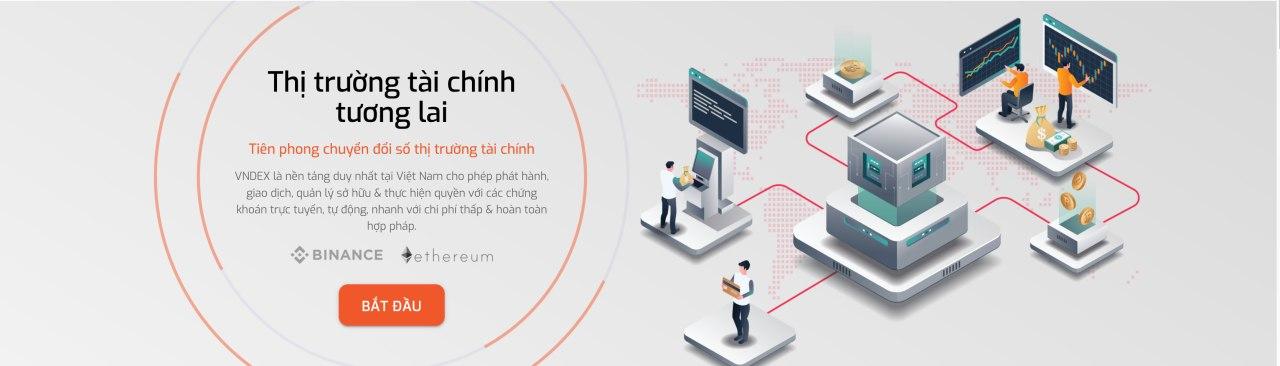 Thị trường tài chính
tương lai
Tiên phong chuyển đổi số thị trường tài chính
VNDEX là nền tảng duy nhất tại Việt Nam cho phép phát hành,
giao dịch, quản lý sở hữu & thực hiện quyền với các chứng
khoán trực tuyến, tự động, nhanh với chi phí thấp & hoàn toàn
hợp pháp.
BINANCE ethereum
BẮT ĐẦU